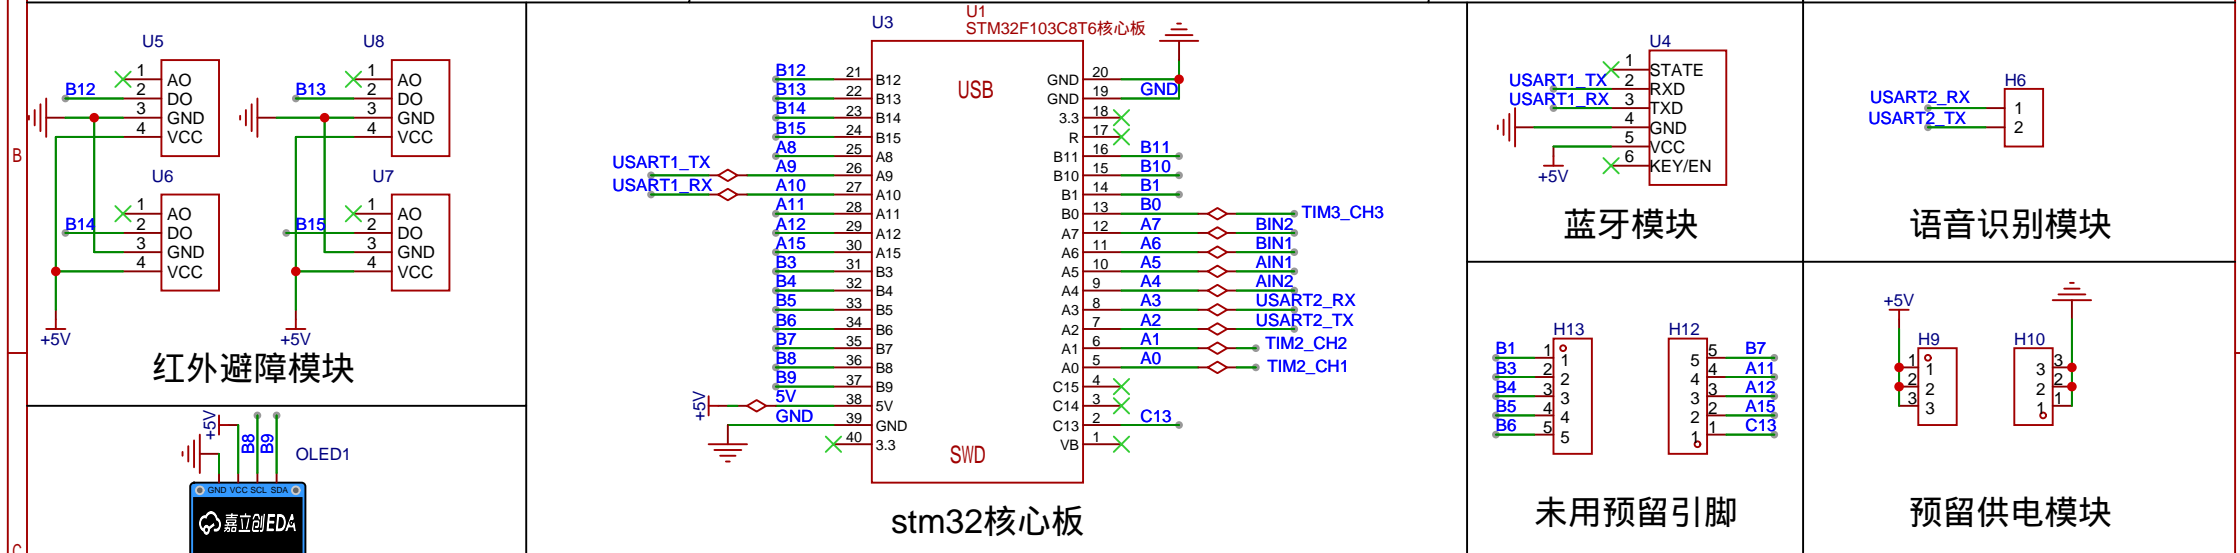 U5
1 AO
B12 2 DO
3 GND
4 VCC
U8
1 AO
B13 2 DO
3 GND
4 VCC
U6
1 AO
B14 2 DO
3 GND
4 VCC
U7
1 AO
B15 2 DO
3 GND
4 VCC
+5V
+5V
红外避障模块
B
C
+5V
B8
B9
OLED1
GND VCC SCL SDA
嘉立创EDA
U3
U1
STM32F103C8T6核心板
USB
SWD
B12 21 B12
B13 22 B13
B14 23 B14
B15 24 B15
A8 25 A8
USART1_TX A9 26 A9
USART1_RX A10 27 A10
A11 28 A11
A12 29 A12
A15 30 A15
B3 31 B3
B4 32 B4
B5 33 B5
B6 34 B6
B7 35 B7
B8 36 B8
B9 37 B9
+5V 5V 38 5V
GND 39 GND
40 3.3
GND 20
GND 19 GND
3.3 18
R 17
B11 16 B11
B10 15 B10
B1 14 B1
B0 13 B0 TIM3_CH3
A7 12 A7 BIN2
A6 11 A6 BIN1
A5 10 A5 AIN1
A4 9 A4 AIN2
A3 8 A3 USART2_RX
A2 7 A2 USART2_TX
A1 6 A1 TIM2_CH2
A0 5 A0 TIM2_CH1
C15 4
C14 3
C13 2 C13
VB 1
stm32核心板
U4
1 STATE
USART1_TX 2 RXD
USART1_RX 3 TXD
4 GND
5 VCC
6 KEY/EN
+5V
蓝牙模块
H6
USART2_RX 1
USART2_TX 2
语音识别模块
H13
B1 1 1
B3 2 2
B4 3 3
B5 4 4
B6 5 5
H12
5 5 B7
4 4 A11
3 3 A12
2 2 A15
1 1 C13
未用预留引脚
+5V
H9
1 1
2 2
3 3
H10
3 3
2 2
1 1
预留供电模块